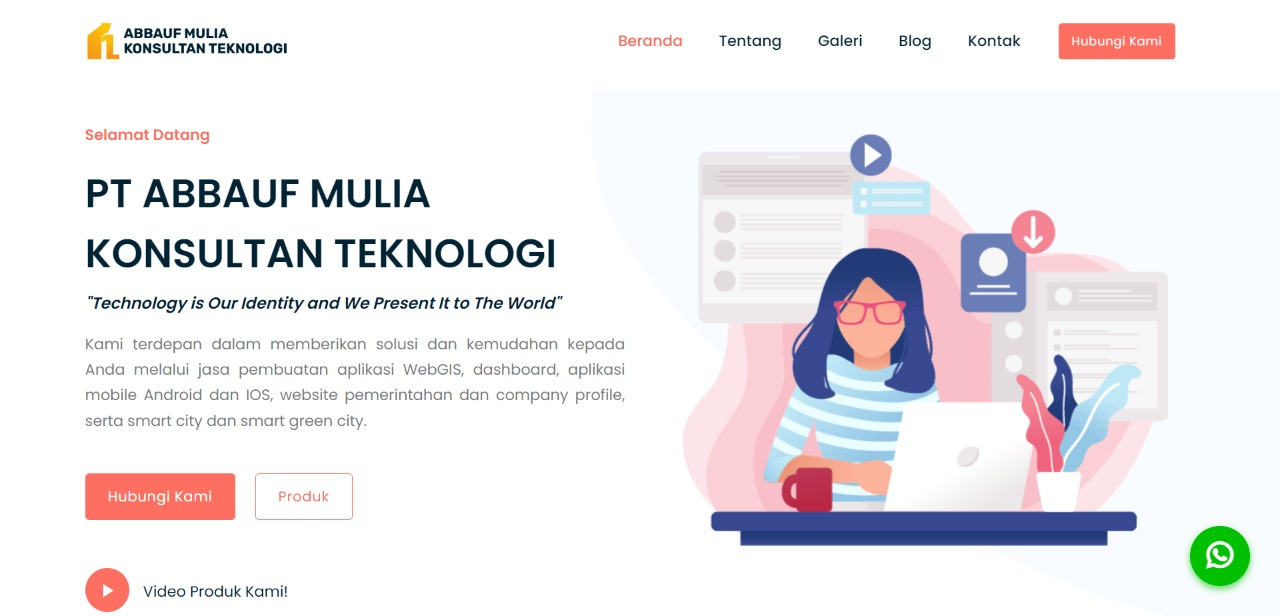 ABBAUF MULIA
KONSULTAN TEKNOLOGI
Beranda
Tentang
Galeri
Blog
Kontak
Hubungi Kami
Selamat Datang
PT ABBAUF MULIA
KONSULTAN TEKNOLOGI
"Technology is Our Identity and We Present It to The World"
Kami terdepan dalam memberikan solusi dan kemudahan kepada
Anda melalui jasa pembuatan aplikasi WebGIS, dashboard, aplikasi
mobile Android dan IOS, website pemerintahan dan company profile,
serta smart city dan smart green city.
Hubungi Kami
Produk
Video Produk Kami!